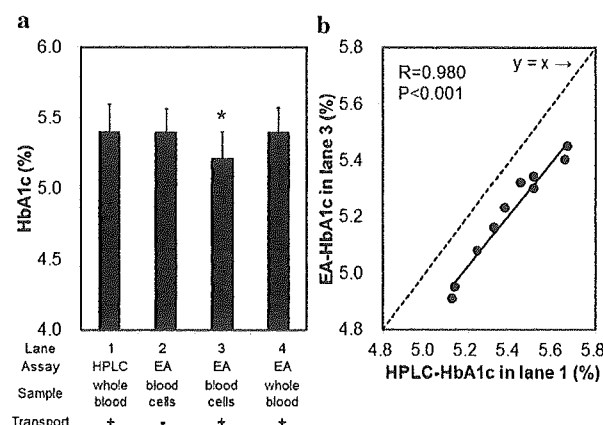 a
6.0
5.5
5.0
4.5
4.0
HbA1c (%)
*
Lane 1 2 3 4
Assay HPLC EA EA EA
Sample whole blood blood cells blood cells whole blood
Transport + - + +
b
5.8
5.6
5.4
5.2
5.0
4.8
EA-HbA1c in lane 3 (%)
R=0.980
P<0.001
y = x →
4.8 5.0 5.2 5.4 5.6 5.8
HPLC-HbA1c in lane 1 (%)